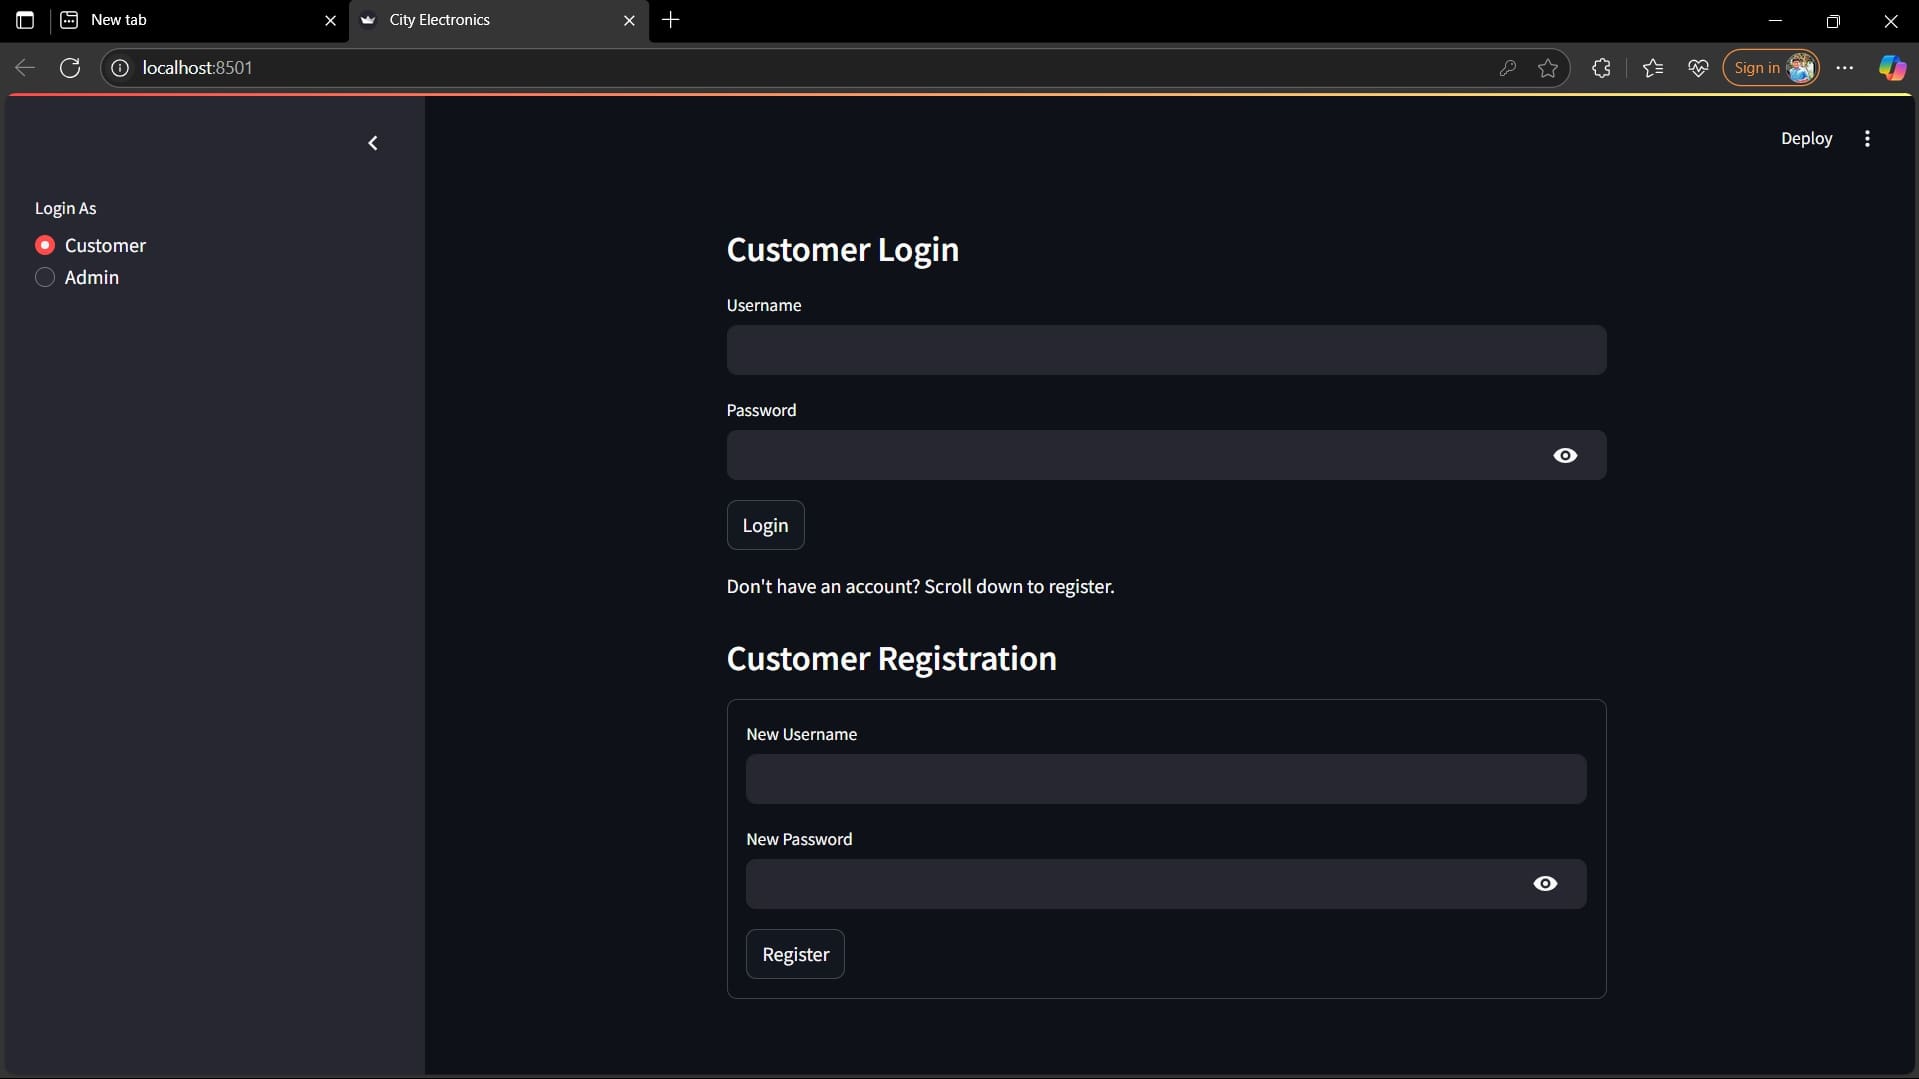 New tab
City Electronics
localhost:8501
Sign in
Deploy
Login As
Customer
Admin
Customer Login
Username
Password
Login
Don't have an account? Scroll down to register.
Customer Registration
New Username
New Password
Register